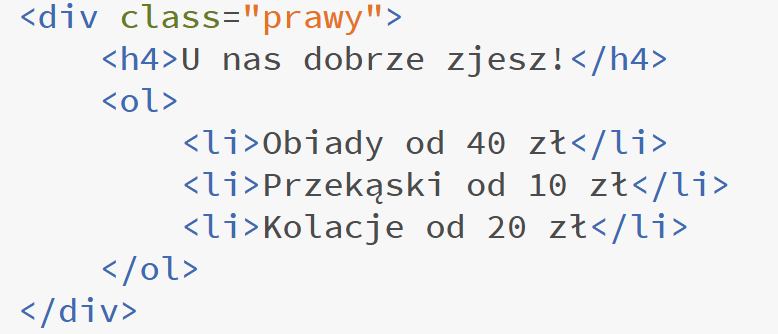 <div class="prawy">
    <h4>U nas dobrze zjesz!</h4>
    <ol>
        <li>Obiady od 40 zł</li>
        <li>Przekąski od 10 zł</li>
        <li>Kolacje od 20 zł</li>
    </ol>
</div>